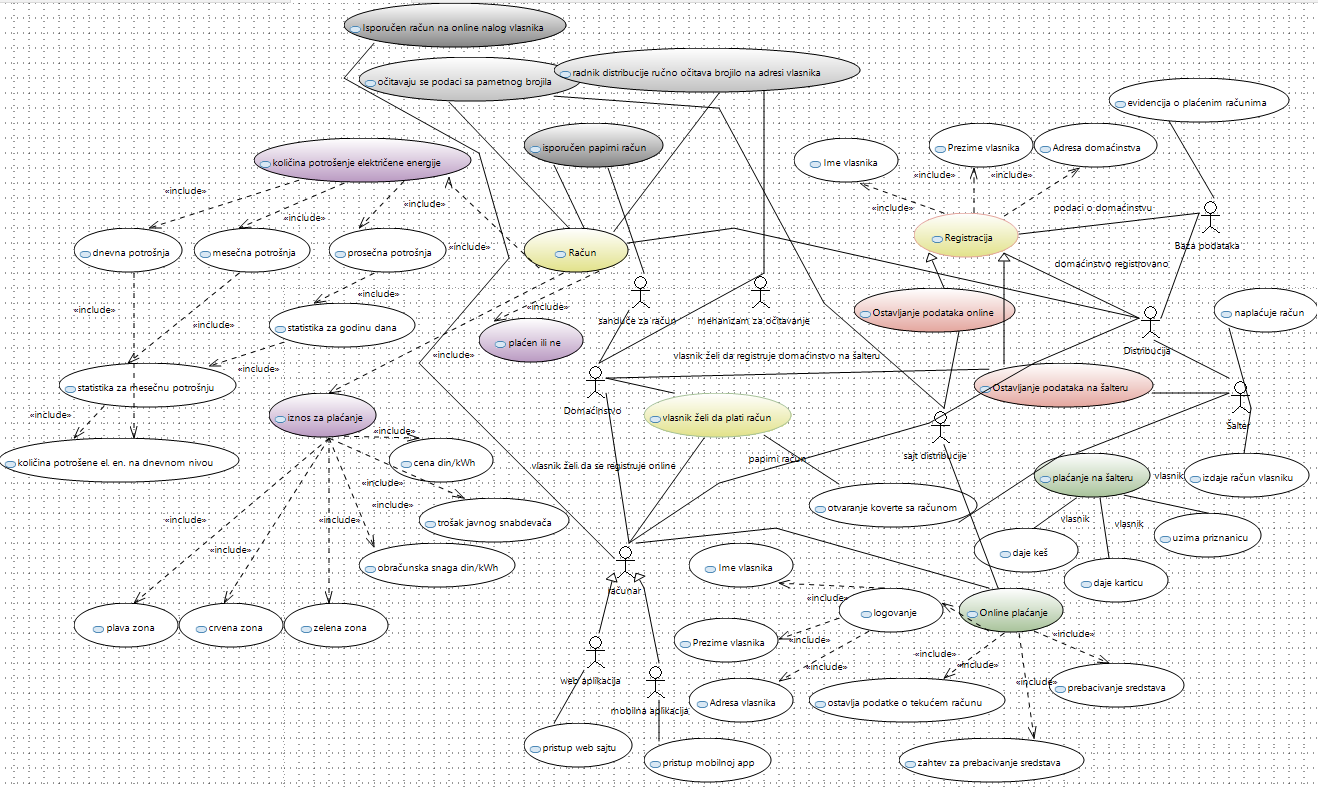 Isporučen račun na online nalog vlasnika
očitavaju se podaci sa pametnog brojila
radnik distribucije ručno očitava brojilo na adresi vlasnika
evidencija o plaćenim računima
količina potrošenje električene energije
isporučen papirni račun
Ime vlasnika
Prezime vlasnika
Adresa domaćinstva
«include»
«include»
«include»
«include»
«include»
«include»
podaci o domaćinstvu
Registracija
Baza podataka
dnevna potrošnja
mesečna potrošnja
prosečna potrošnja
«include»
Račun
domaćinstvo registrovano
«include»
«include»
«include»
«include»
sanduče za račun
mehanizam za očitavanje
Ostavljanje podataka online
naplaćuje račun
statistika za godinu dana
plaćen ili ne
Distribucija
«include»
«include»
vlasnik želi da registruje domaćinstvo na šalteru
statistika za mesečnu potrošnju
Ostavljanje podataka na šalteru
«include»
iznos za plaćanje
Domaćinstvo
vlasnik želi da plati račun
Šalter
«include»
sajt distribucije
količina potrošene el. en. na dnevnom nivou
cena din/kWh
vlasnik želi da se registruje online
papirni račun
«include»
plaćanje na šalteru
vlasnik
izdaje račun vlasniku
«include»
otvaranje koverte sa računom
«include»
«include»
trošak javnog snabdevača
vlasnik
vlasnik
uzima priznanicu
«include»
daje keš
obračunska snaga din/kWh
Ime vlasnika
daje karticu
računar
«include»
logovanje
Online plaćanje
plava zona
crvena zona
zelena zona
Prezime vlasnika
«include»
«include»
«include»
«include»
«include»
web aplikacija
«include»
prebacivanje sredstava
mobilna aplikacija
Adresa vlasnika
ostavlja podatke o tekućem računu
pristup web sajtu
pristup mobilnoj app
zahtev za prebacivanje sredstava